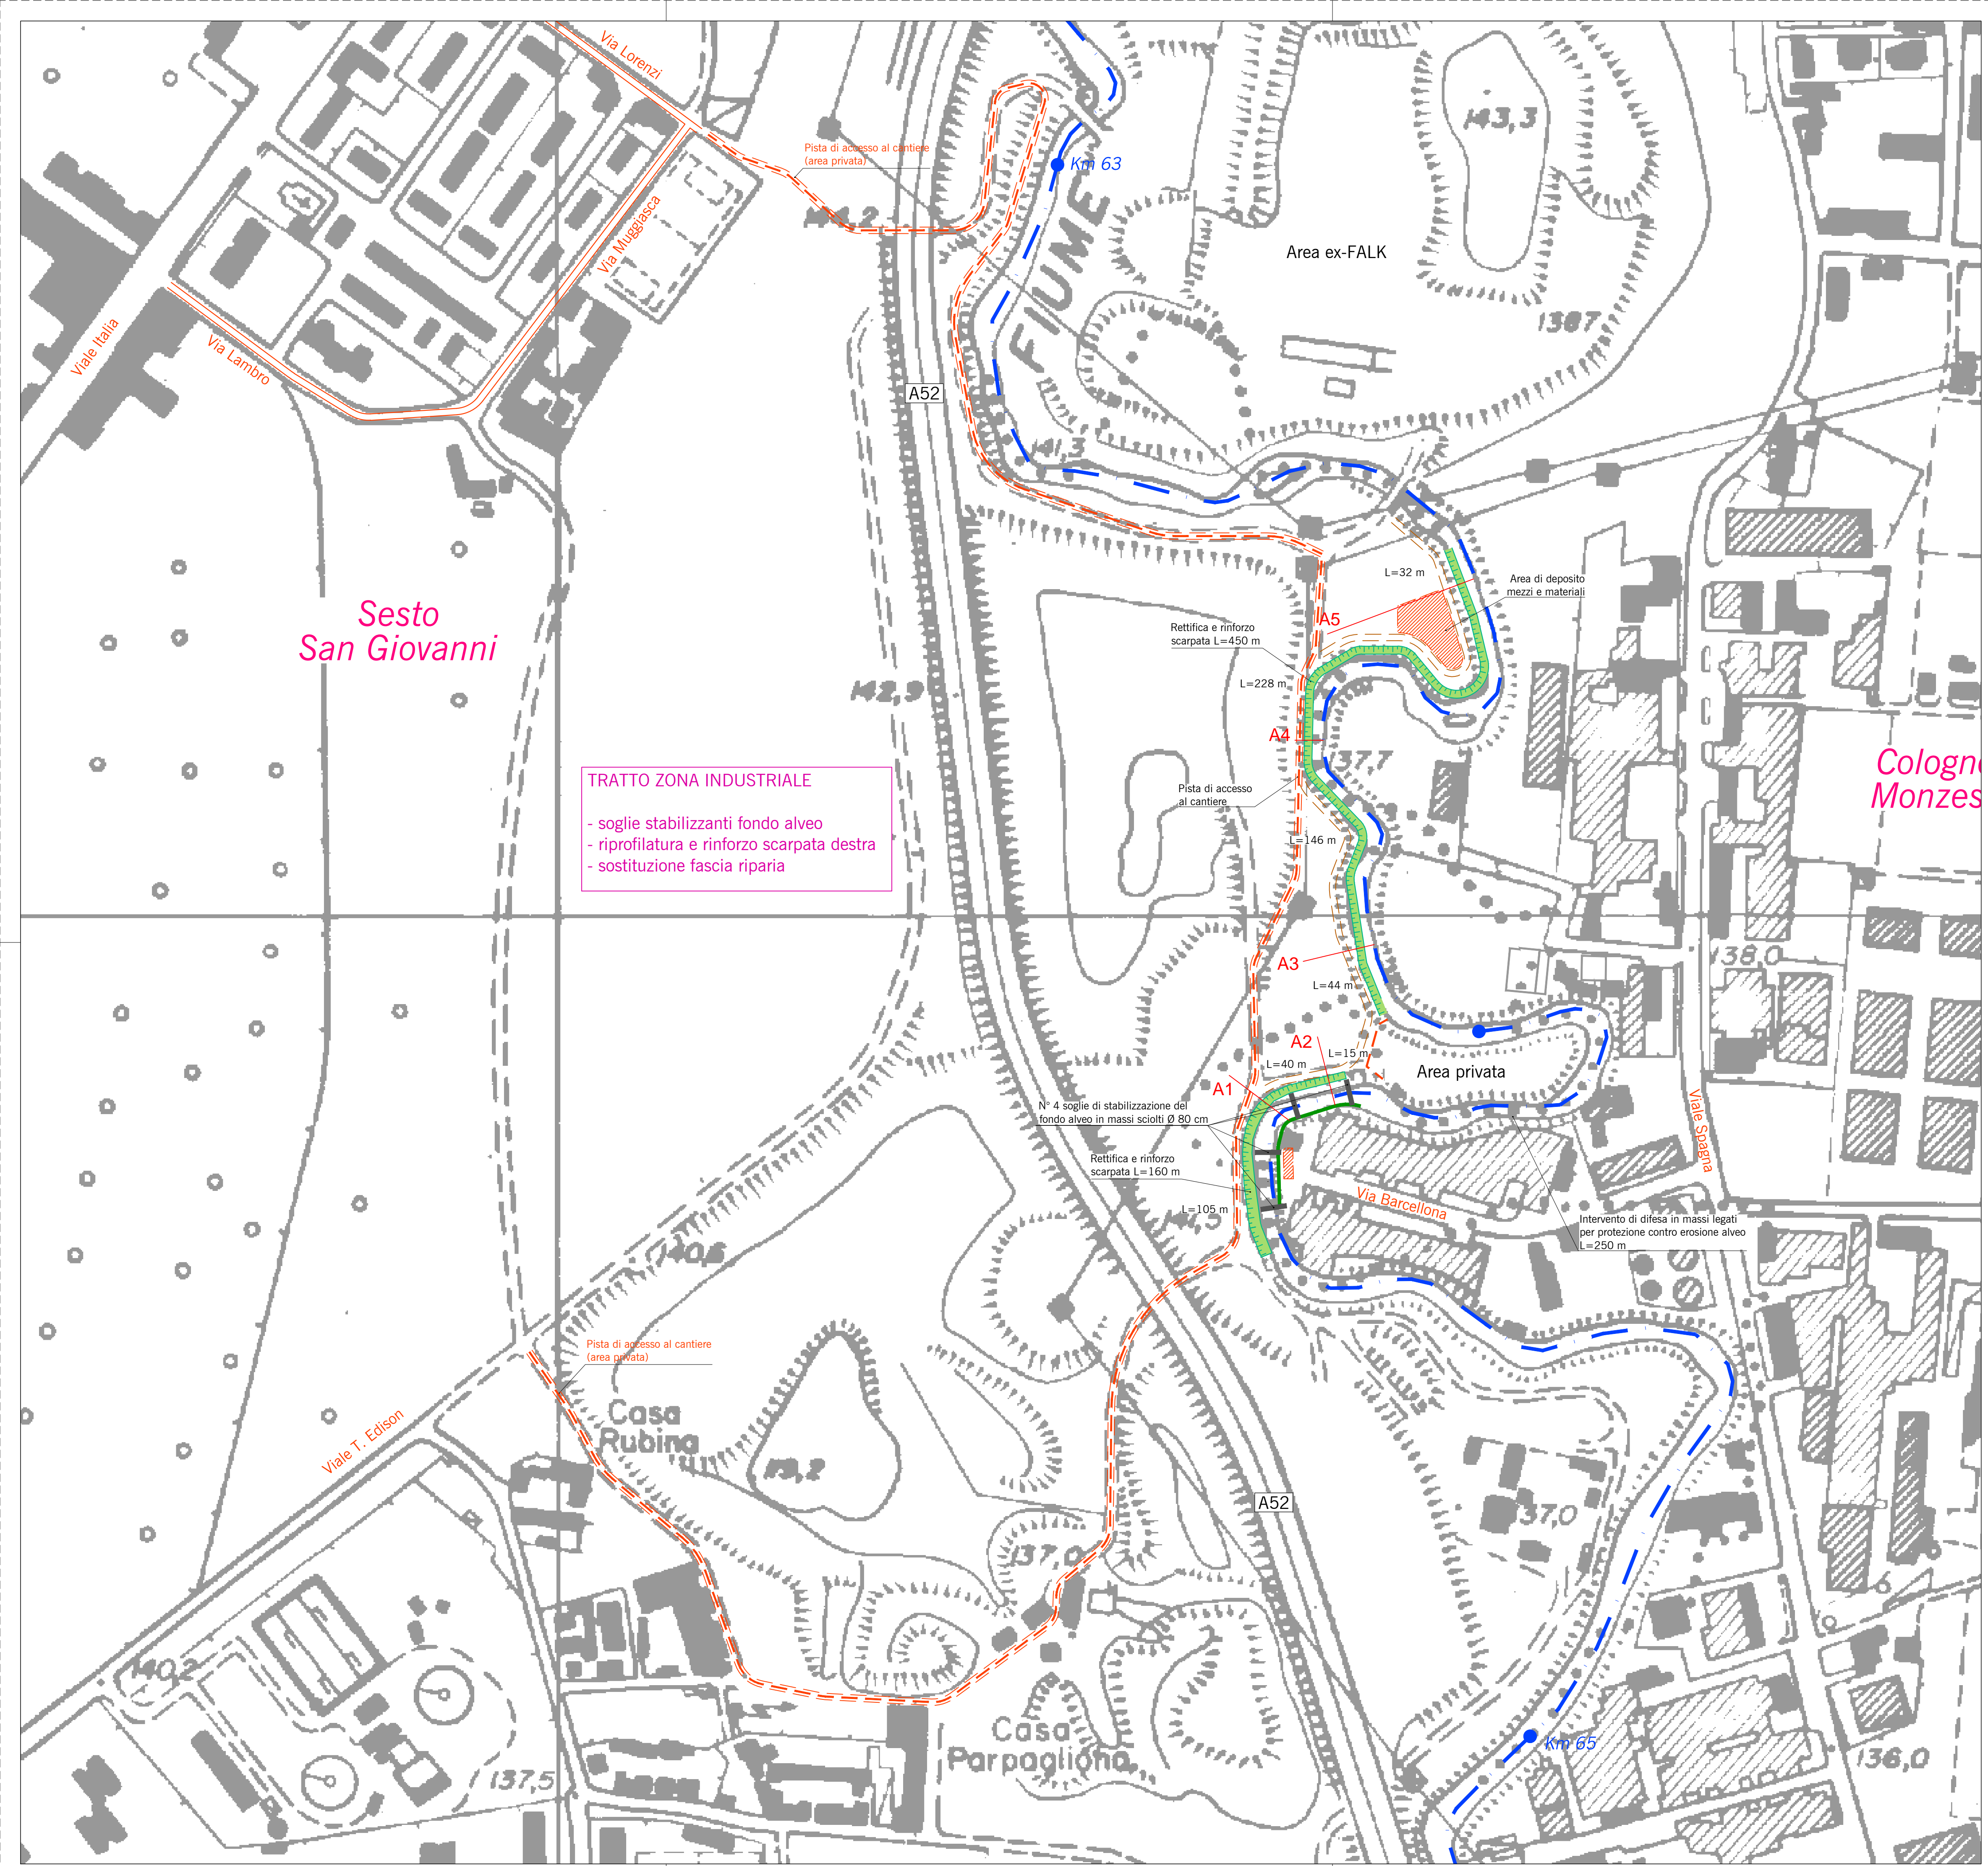 Via Lorenzi
Pista di accesso al cantiere
(area privata)
Km 63
143,3
144,2
Via Muggiasca
FIUME
Area ex-FALK
1387
Viale Italia
Via Lambro
A52
141,3
Sesto
San Giovanni
L=32 m
Area di deposito
mezzi e materiali
A5
Rettifica e rinforzo
scarpata L=450 m
L=228 m
142,9
A4
137,7
Cologn
Monzes
TRATTO ZONA INDUSTRIALE
- soglie stabilizzanti fondo alveo
- riprofilatura e rinforzo scarpata destra
- sostituzione fascia riparia
Pista di accesso
al cantiere
L=146 m
A3
138,0
L=44 m
A2
L=15 m
L=40 m
Area privata
A1
N° 4 soglie di stabilizzazione del
fondo alveo in massi sciolti Ø 80 cm
Viale Spagna
Rettifica e rinforzo
scarpata L=160 m
Via Barcellona
L=105 m
Intervento di difesa in massi legati
per protezione contro erosione alveo
L=250 m
140,6
Pista di accesso al cantiere
(area privata)
Casa
Rubina
Viale T. Edison
A52
137,0
137,0
140,2
Casa
Parpagliona
Km 65
137,5
136,0